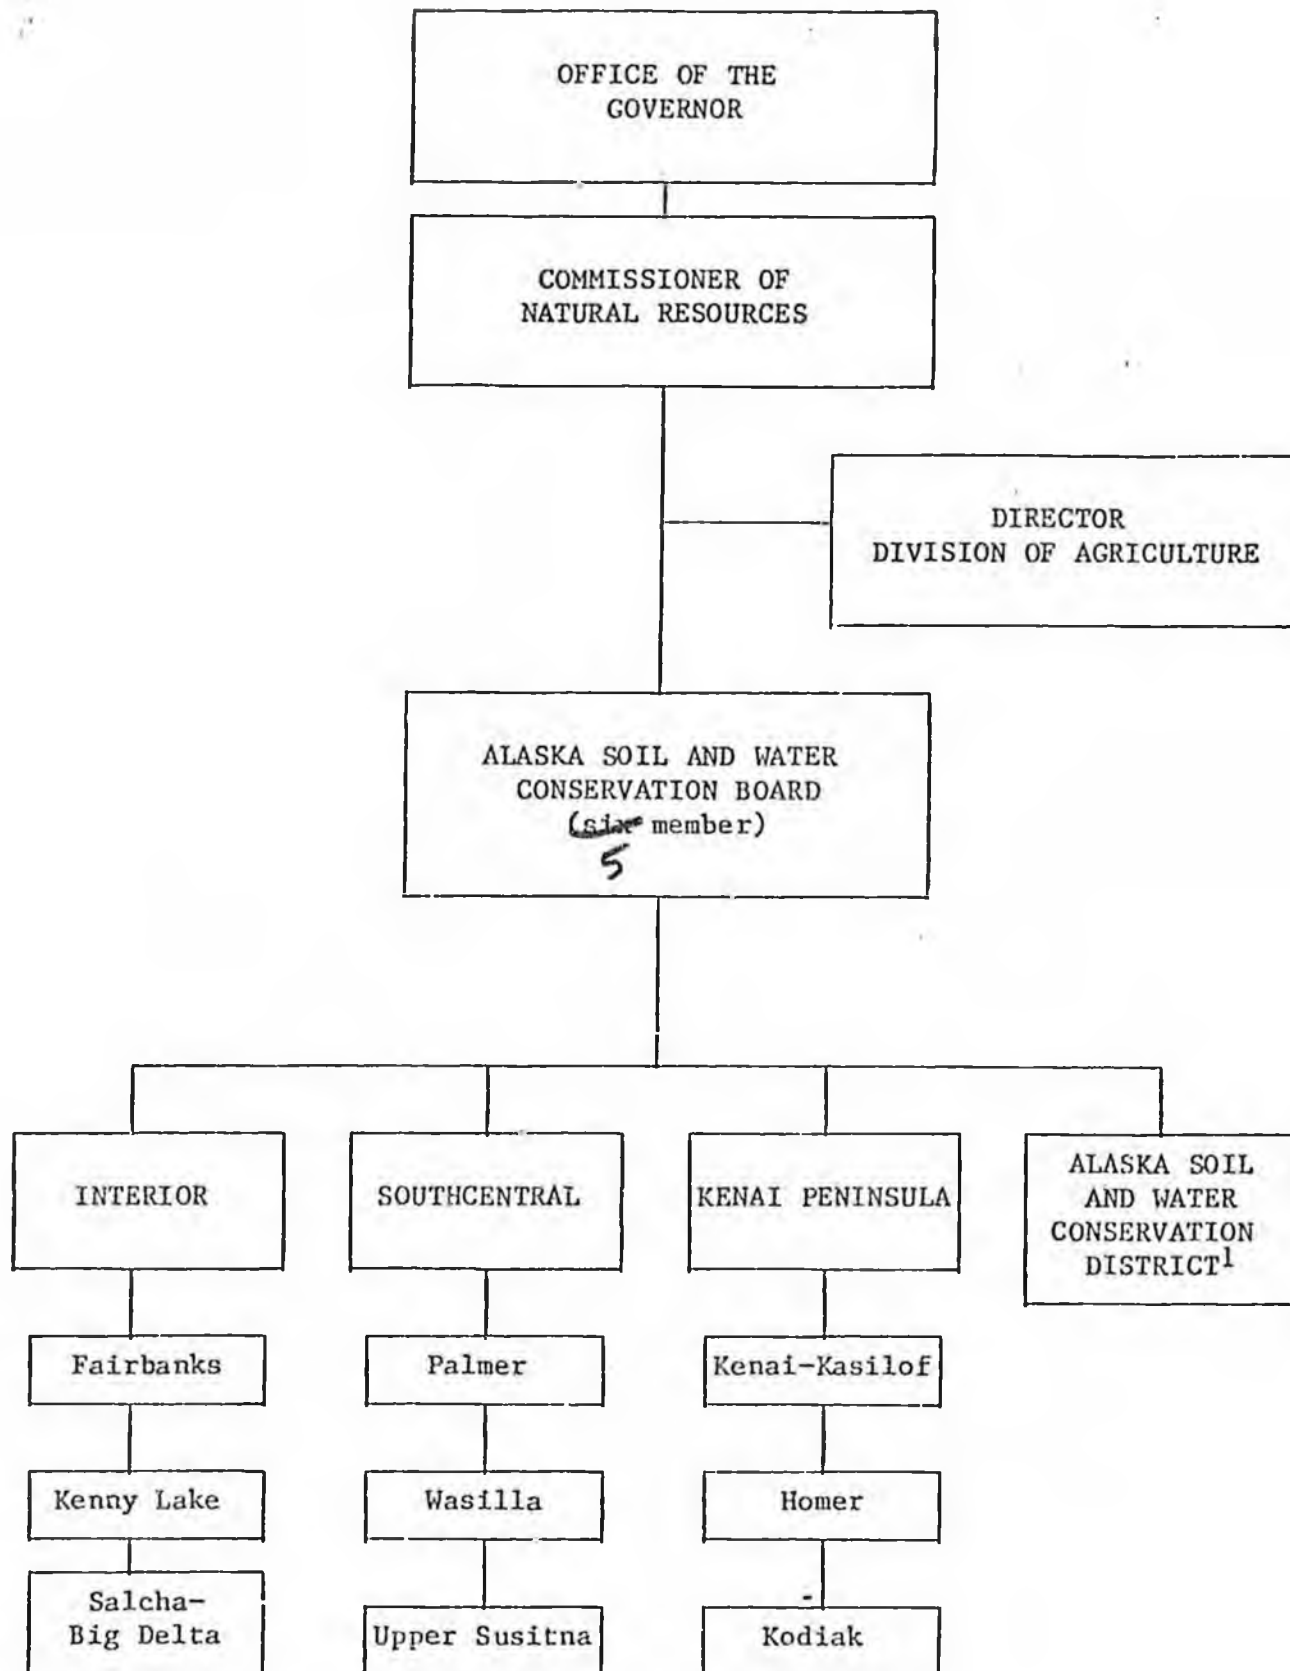 OFFICE OF THE
GOVERNOR
COMMISSIONER OF
NATURAL RESOURCES
DIRECTOR
DIVISION OF AGRICULTURE
ALASKA SOIL AND WATER
CONSERVATION BOARD
(six member)
5
INTERIOR
SOUTHCENTRAL
KENAI PENINSULA
ALASKA SOIL
AND WATER
CONSERVATION
DISTRICT1
Fairbanks
Palmer
Kenai-Kasilof
Kenny Lake
Wasilla
Homer
Salcha-
Big Delta
Upper Susitna
Kodiak